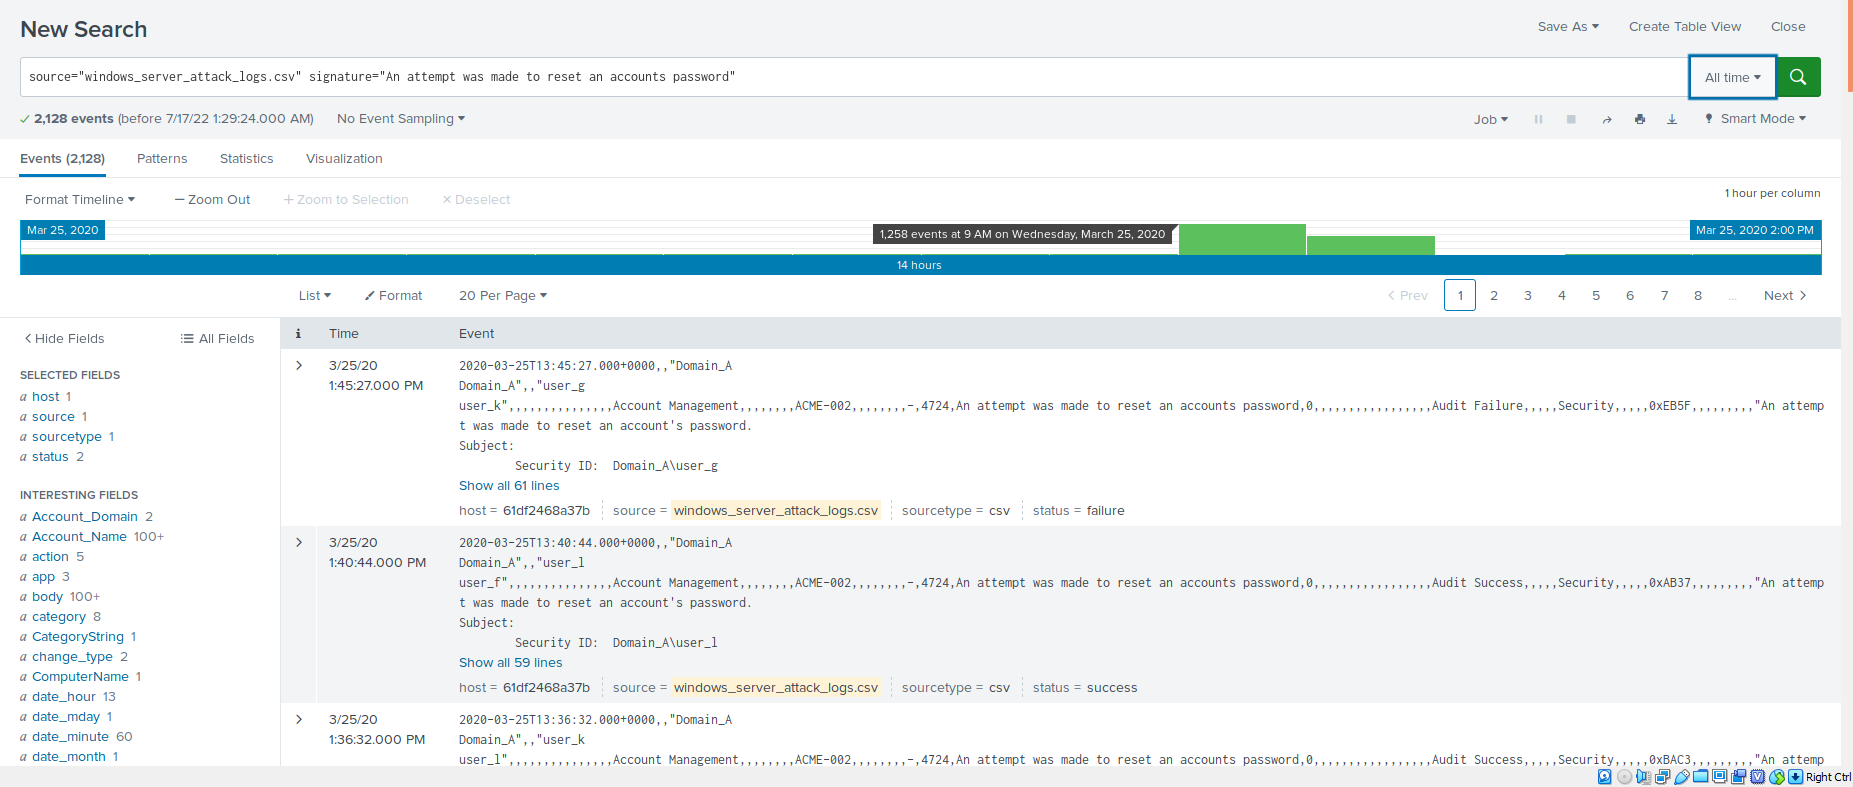 New Search
Save As
Create Table View
Close
source="windows_server_attack_logs.csv" signature="An attempt was made to reset an accounts password"
All time
2,128 events (before 7/17/22 1:29:24.000 AM)
No Event Sampling
Job
Smart Mode
Events (2,128)
Patterns
Statistics
Visualization
Format Timeline
— Zoom Out
+ Zoom to Selection
× Deselect
1 hour per column
Mar 25, 2020
1,258 events at 9 AM on Wednesday, March 25, 2020
Mar 25, 2020 2:00 PM
14 hours
List
Format
20 Per Page
< Prev
1
2
3
4
5
6
7
8
...
Next >
< Hide Fields
All Fields
SELECTED FIELDS
a host 1
a source 1
a sourcetype 1
a status 2
INTERESTING FIELDS
a Account_Domain 2
a Account_Name 100+
a action 5
a app 3
a body 100+
a category 8
a CategoryString 1
a change_type 2
a ComputerName 1
a date_hour 13
a date_mday 1
a date_minute 60
a date_month 1
i
Time
Event
3/25/20
1:45:27.000 PM
2020-03-25T13:45:27.000+0000,,"Domain_A
Domain_A",,"user_g
user_k",,,,,,,,,,,,,,,Account Management,,,,,,,,ACME-002,,,,,,,,-,4724,An attempt was made to reset an accounts password,0,,,,,,,,,,,,,,,,,Audit Failure,,,,,Security,,,,,0xEB5F,,,,,,,,,"An attemp
t was made to reset an account's password.
Subject:
Security ID: Domain_A\user_g
Show all 61 lines
host = 61df2468a37b
source = windows_server_attack_logs.csv
sourcetype = csv
status = failure
3/25/20
1:40:44.000 PM
2020-03-25T13:40:44.000+0000,,"Domain_A
Domain_A",,"user_l
user_f",,,,,,,,,,,,,,,Account Management,,,,,,,,ACME-002,,,,,,,,-,4724,An attempt was made to reset an accounts password,0,,,,,,,,,,,,,,,,,Audit Success,,,,,Security,,,,,0xAB37,,,,,,,,,"An attemp
t was made to reset an account's password.
Subject:
Security ID: Domain_A\user_l
Show all 59 lines
host = 61df2468a37b
source = windows_server_attack_logs.csv
sourcetype = csv
status = success
3/25/20
1:36:32.000 PM
2020-03-25T13:36:32.000+0000,,"Domain_A
Domain_A",,"user_k
user_l",,,,,,,,,,,,,,,Account Management,,,,,,,,ACME-002,,,,,,,,-,4724,An attempt was made to reset an accounts password,0,,,,,,,,,,,,,,,,,Audit Success,,,,,Security,,,,,0xBAC3,,,,,,,,,"An attemp
Right Ctrl